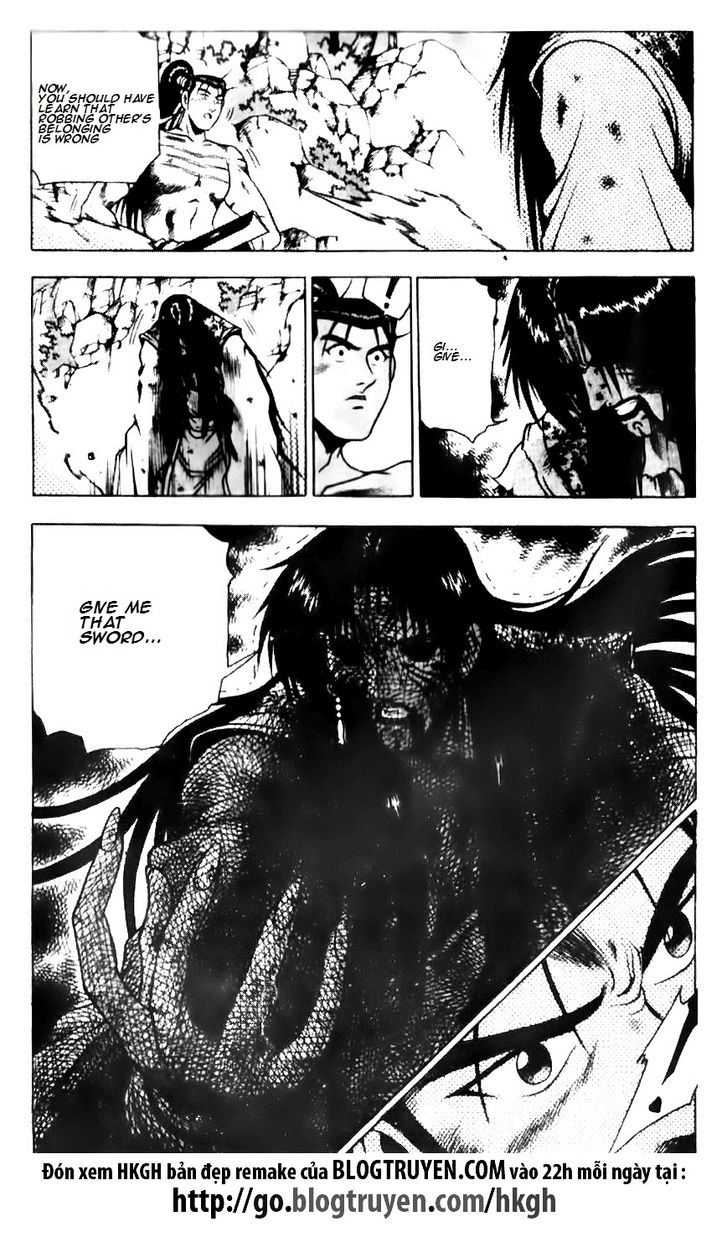 NOW,
YOU SHOULD HAVE
LEARN THAT
ROBBING OTHER'S
BELONGING
IS WRONG
!
GI...
GIVE...
GIVE ME
THAT
SWORD...
Đón xem HKGH bản đẹp remake của BLOGTRUYEN.COM vào 22h mỗi ngày tại :
http://go.blogtruyen.com/hkgh